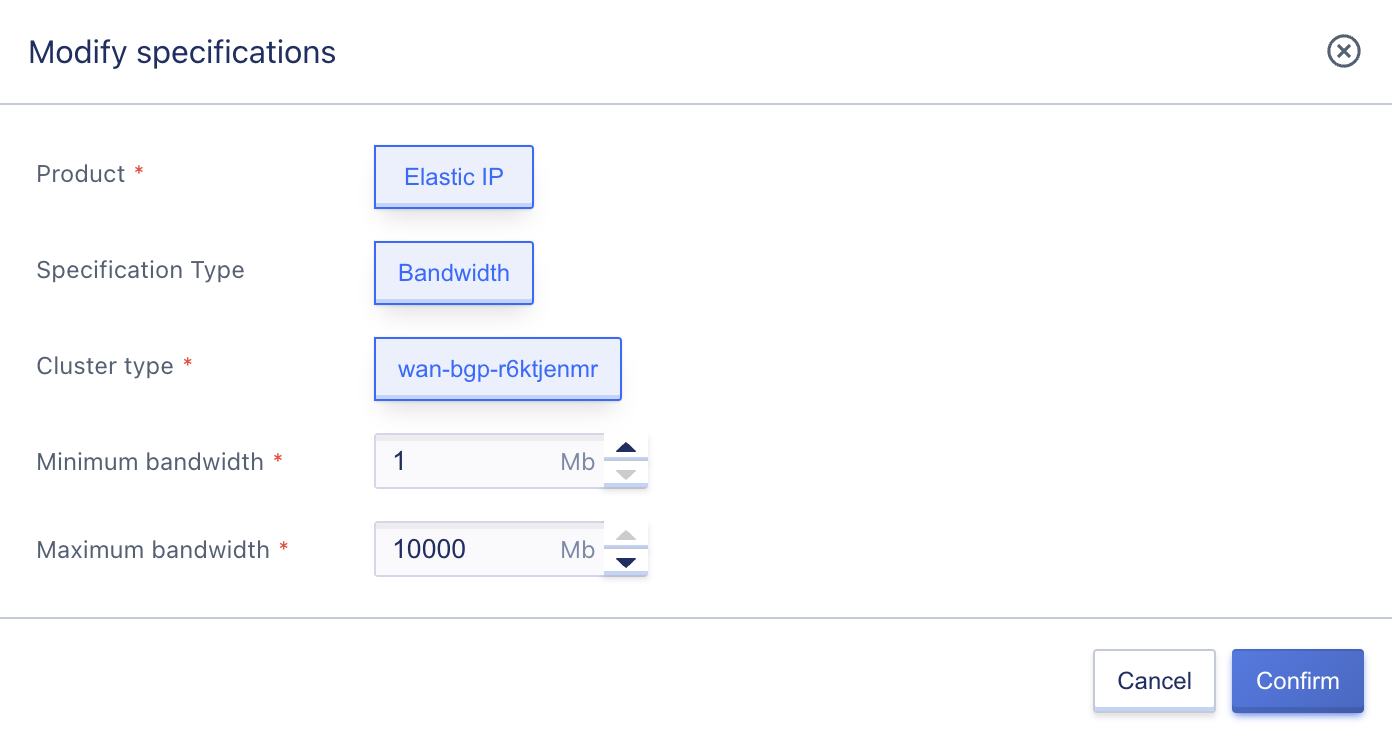 Modify specifications
Product *
Elastic IP
Specification Type
Bandwidth
Cluster type *
wan-bgp-r6ktjenmr
Minimum bandwidth *
1 Mb
Maximum bandwidth *
10000 Mb
Cancel
Confirm